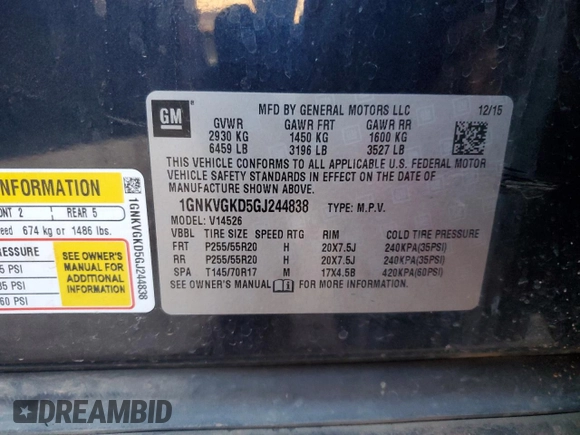 GM
MFD BY GENERAL MOTORS LLC 12/15
GVWR GAWR FRT GAWR RR
2930 KG 1450 KG 1600 KG
6459 LB 3196 LB 3527 LB
THIS VEHICLE CONFORMS TO ALL APPLICABLE U.S. FEDERAL MOTOR
VEHICLE SAFETY STANDARDS IN EFFECT ON THE DATE OF
MANUFACTURE SHOWN ABOVE.
1GNKVGKD5GJ244838 TYPE: M.P.V.
MODEL: V14526
VBBL TIRE SIZE SPEED RTG RIM COLD TIRE PRESSURE
FRT P255/55R20 H 20X7.5J 240KPA(35PSI)
RR P255/55R20 H 20X7.5J 240KPA(35PSI)
SPA T145/70R17 M 17X4.5B 420KPA(60PSI)
SEE OWNER'S MANUAL FOR MORE INFORMATION.
INFORMATION
ONT 2 REAR 5
eed 674 kg or 1486 lbs.
RESSURE
5 PSI
35 PSI
60 PSI
SEE OWNER'S
MANUAL FOR
ADDITIONAL
INFORMATION
1GNKVGKD5GJ244838
DREAMBID